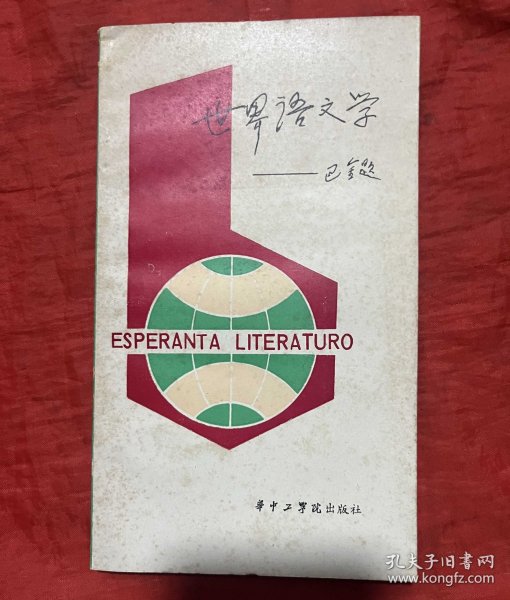 世界语文学
——巴金题
ESPERANTA LITERATURO
华中工学院出版社
孔夫子旧书网
www.kongfz.com